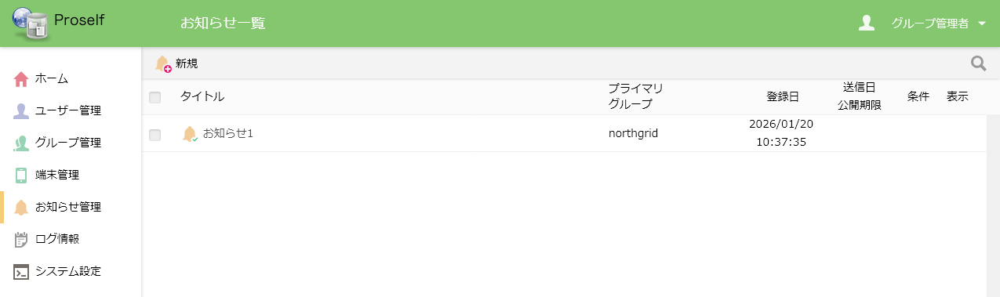 Proself
お知らせ一覧
グループ管理者
ホーム
ユーザー管理
グループ管理
端末管理
お知らせ管理
ログ情報
システム設定
新規
タイトル
プライマリ
グループ
登録日
送信日
公開期限
条件
表示
お知らせ1
northgrid
2026/01/20
10:37:35